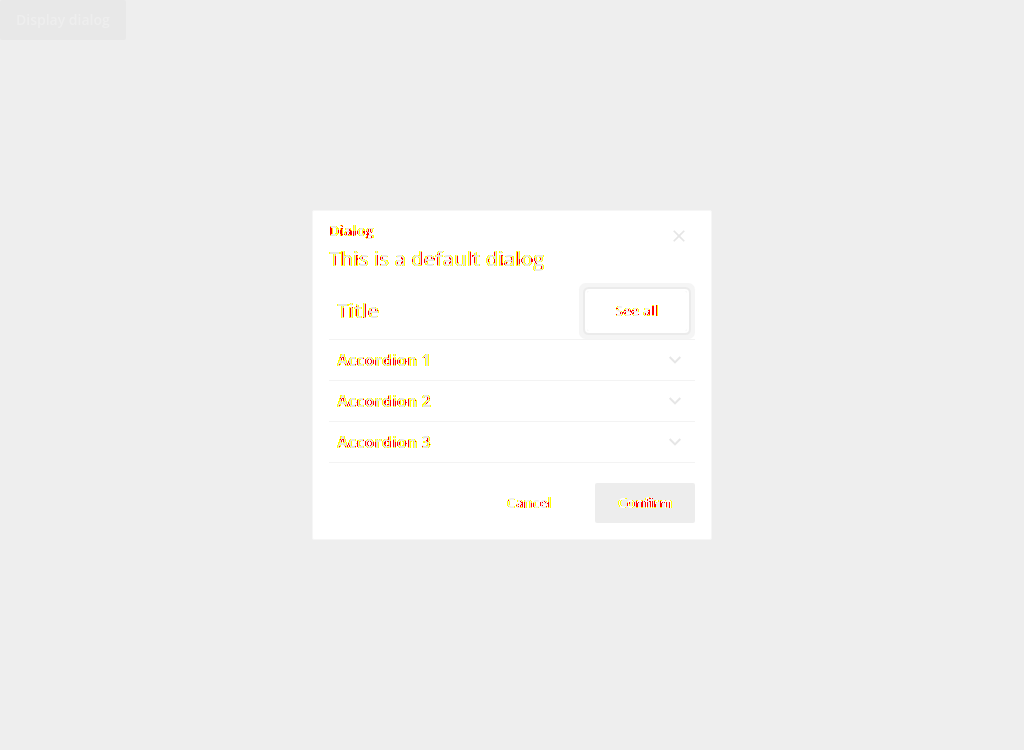 Display dialog
Dialog
This is a default dialog
Title
See all
Accordion 1
Accordion 2
Accordion 3
Cancel
Confirm